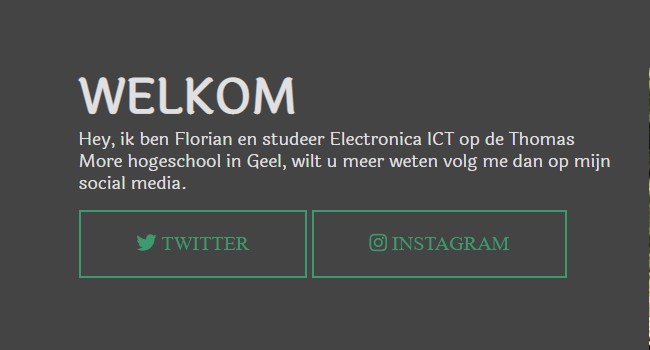 WELKOM
Hey, ik ben Florian en studeer Electronica ICT op de Thomas
More hogeschool in Geel, wilt u meer weten volg me dan op mijn
social media.
TWITTER INSTAGRAM